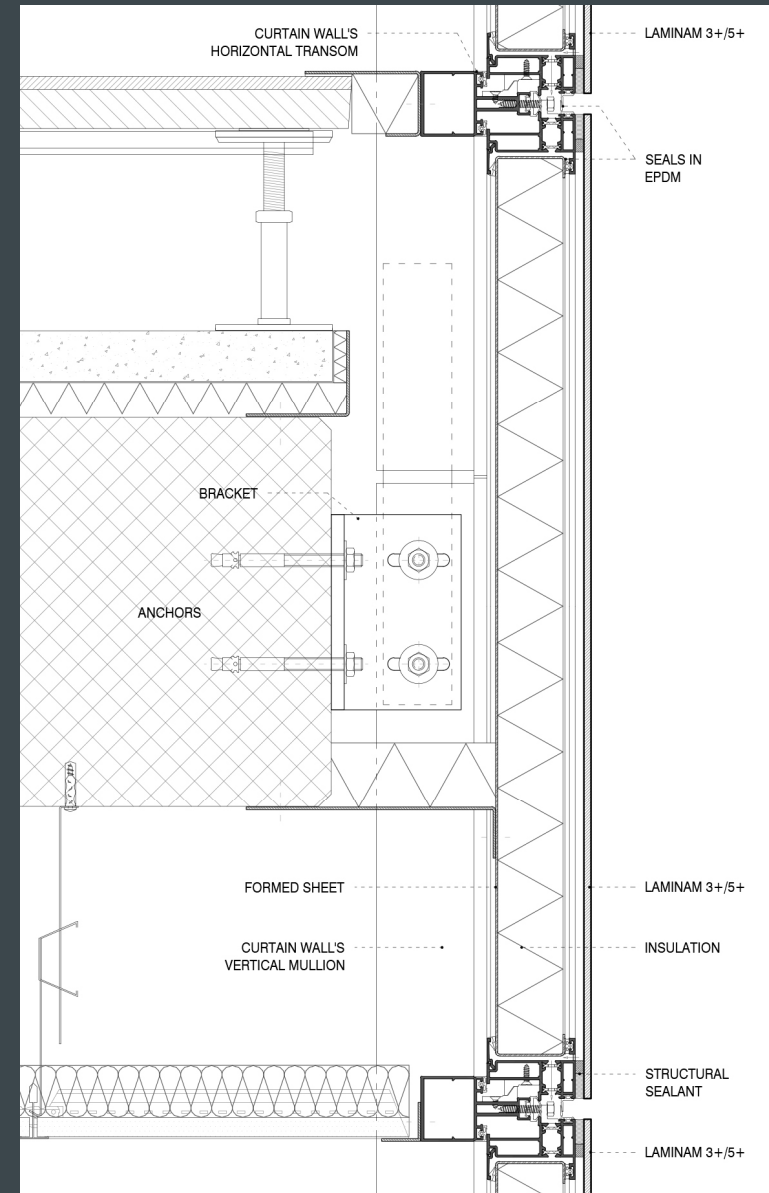 CURTAIN WALL'S
HORIZONTAL TRANSOM
LAMINAM 3+/5+
SEALS IN
EPDM
BRACKET
ANCHORS
FORMED SHEET
LAMINAM 3+/5+
CURTAIN WALL'S
VERTICAL MULLION
INSULATION
STRUCTURAL
SEALANT
LAMINAM 3+/5+